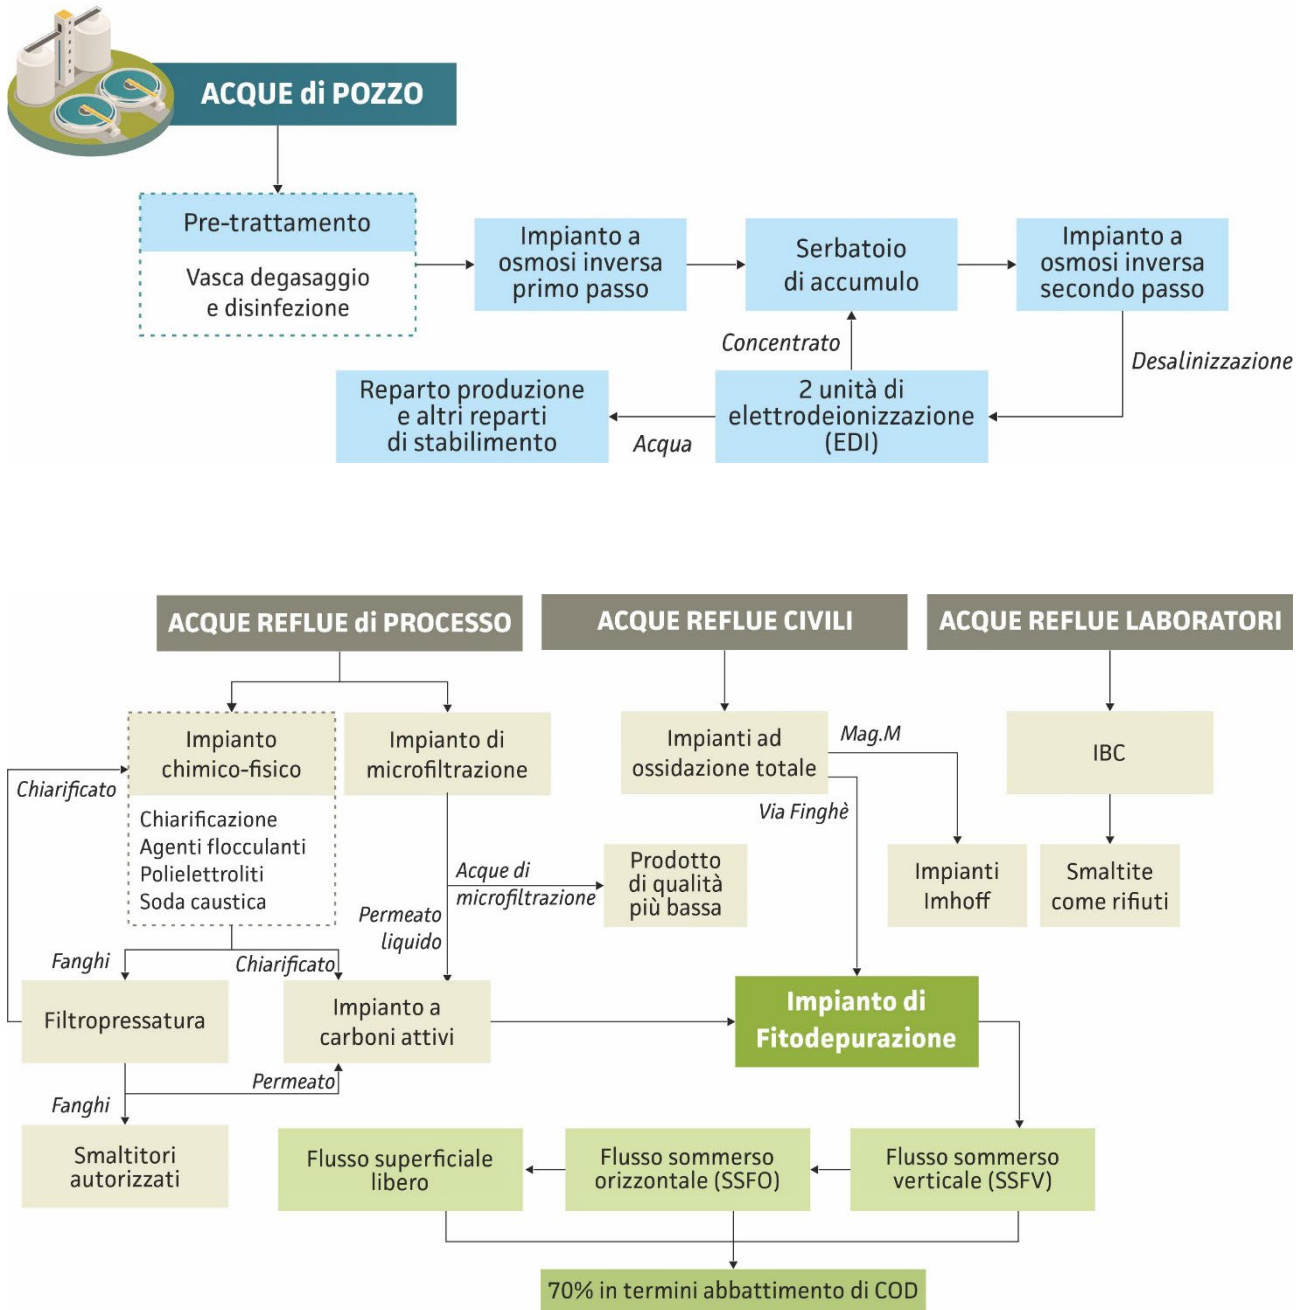 ACQUE di POZZO
Pre-trattamento
Vasca degasaggio
e disinfezione
Impianto a
osmosi inversa
primo passo
Serbatoio
di accumulo
Impianto a
osmosi inversa
secondo passo
Concentrato
Desalinizzazione
Reparto produzione
e altri reparti
di stabilimento
Acqua
2 unità di
elettrodeionizzazione
(EDI)
ACQUE REFLUE di PROCESSO
ACQUE REFLUE CIVILI
ACQUE REFLUE LABORATORI
Impianto
chimico-fisico
Chiarificazione
Agenti flocculanti
Polielettroliti
Soda caustica
Chiarificato
Impianto di
microfiltrazione
Impianti ad
ossidazione totale
Mag.M
Via Finghè
IBC
Acque di
microfiltrazione
Prodotto
di qualità
più bassa
Impianti
Imhoff
Smaltite
come rifiuti
Permeato
liquido
Fanghi
Chiarificato
Filtropressatura
Impianto a
carboni attivi
Impianto di
Fitodepurazione
Permeato
Fanghi
Smaltitori
autorizzati
Flusso superficiale
libero
Flusso sommerso
orizzontale (SSFO)
Flusso sommerso
verticale (SSFV)
70% in termini abbattimento di COD